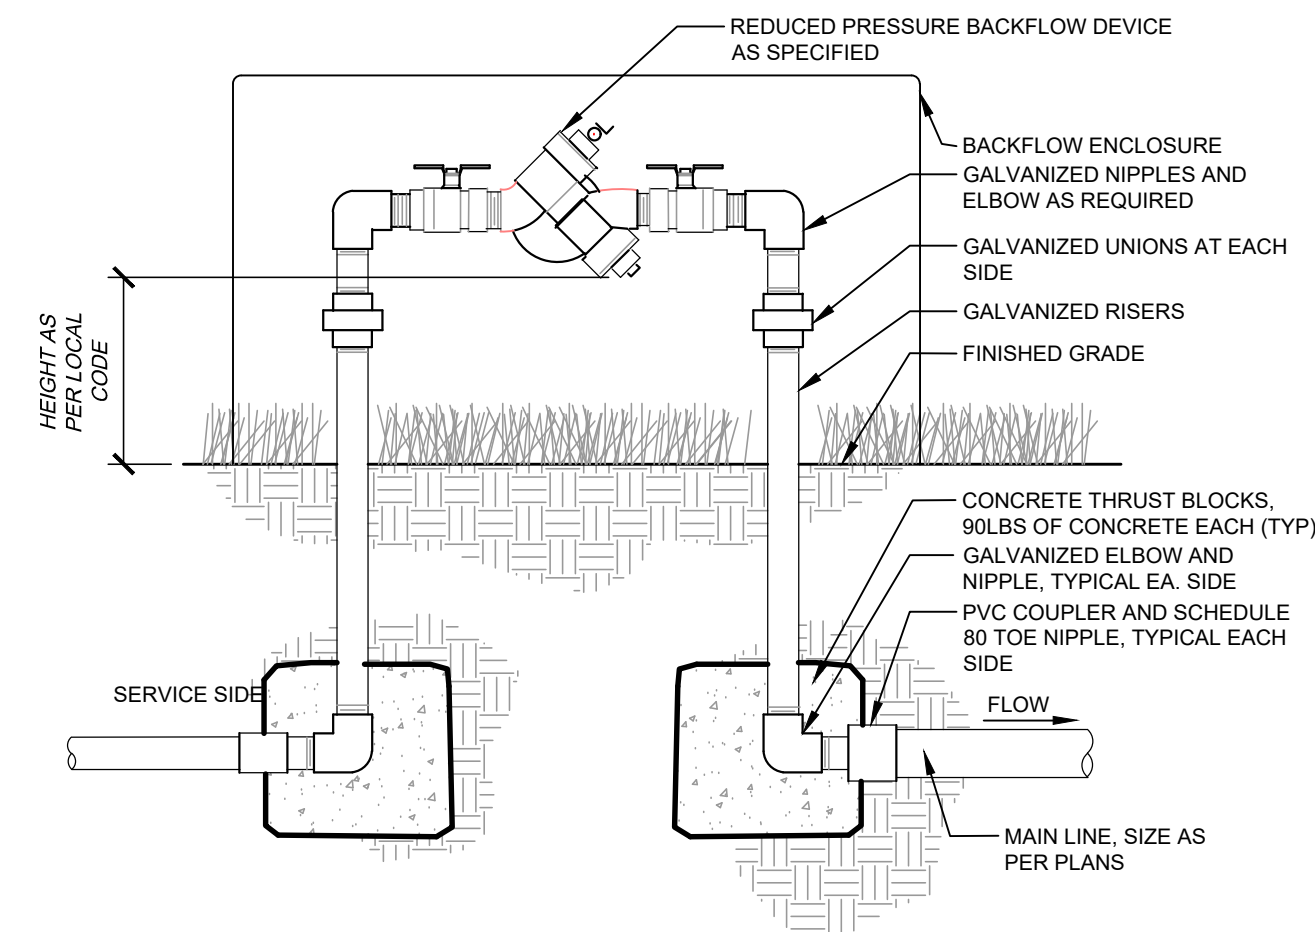 REDUCED PRESSURE BACKFLOW DEVICE
AS SPECIFIED
BACKFLOW ENCLOSURE
GALVANIZED NIPPLES AND
ELBOW AS REQUIRED
GALVANIZED UNIONS AT EACH
SIDE
GALVANIZED RISERS
FINISHED GRADE
HEIGHT AS
PER LOCAL
CODE
CONCRETE THRUST BLOCKS,
90LBS OF CONCRETE EACH (TYP)
GALVANIZED ELBOW AND
NIPPLE, TYPICAL EA. SIDE
PVC COUPLER AND SCHEDULE
80 TOE NIPPLE, TYPICAL EACH
SIDE
SERVICE SIDE
FLOW
MAIN LINE, SIZE AS
PER PLANS